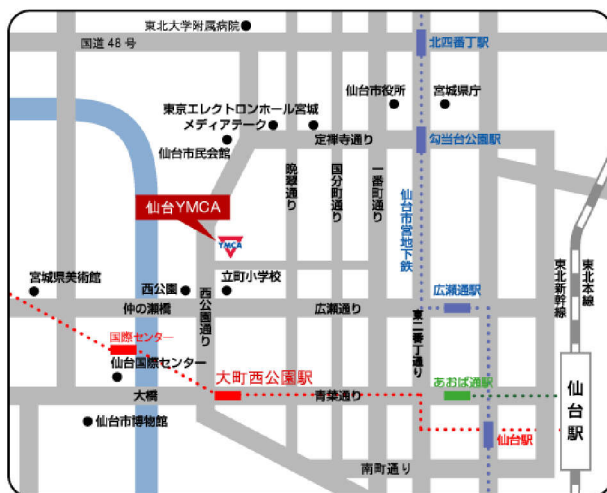 東北大学附属病院
国道48号
北四番丁駅
仙台市役所
宮城県庁
東京エレクトロンホール宮城
メディアテーク
仙台市民会館
定禅寺通り
勾当台公園駅
晩翠通り
国分町通り
一番町通り
仙台市営地下鉄
仙台YMCA
YMCA
宮城県美術館
西公園
立町小学校
広瀬通駅
東北新幹線
東北本線
仲の瀬橋
西公園通り
広瀬通り
東二番丁通り
国際センター
仙台国際センター
大町西公園駅
あおば通駅
仙台駅
大橋
青葉通り
仙台市博物館
仙台駅
南町通り